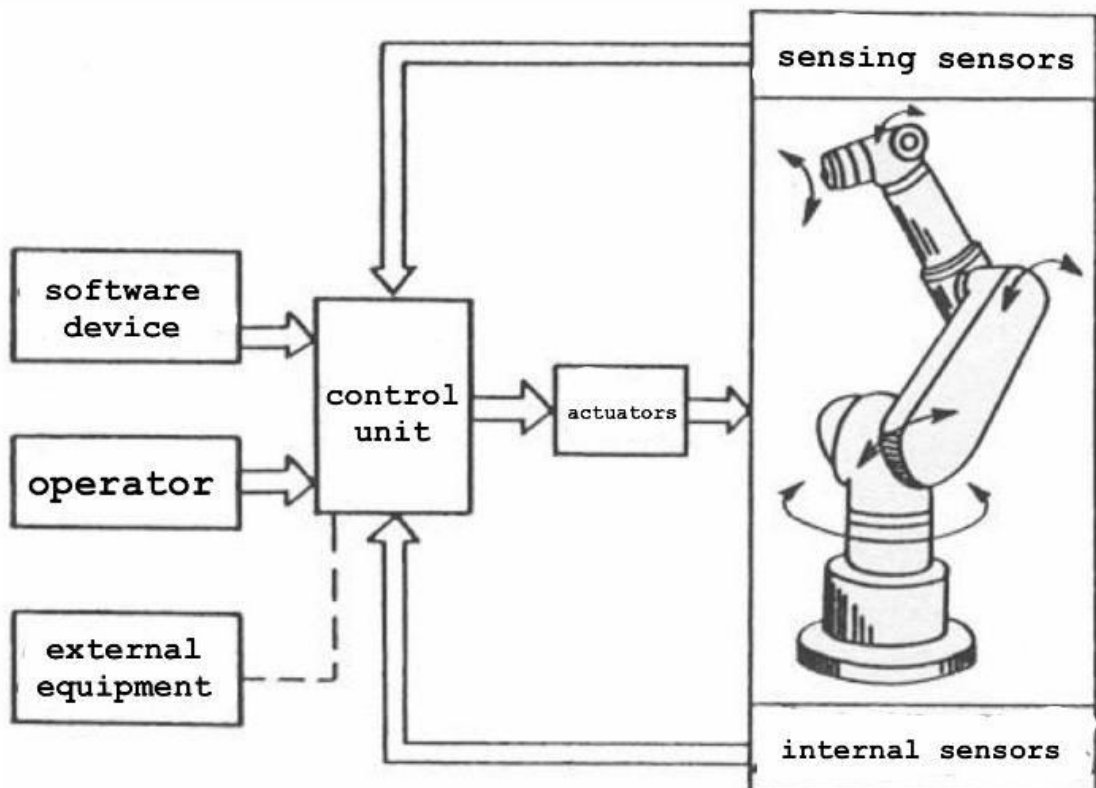 sensing sensors
software
device
control
unit
actuators
operator
external
equipment
internal sensors